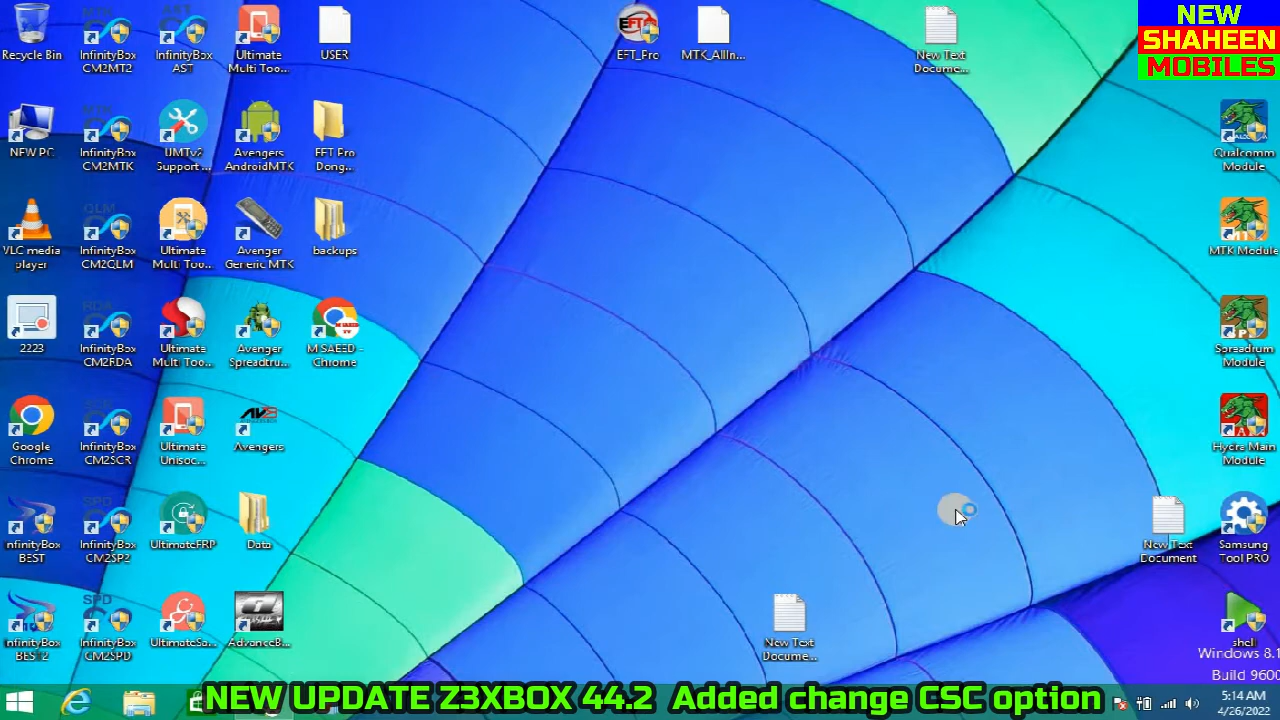 NEW
SHAHEEN
MOBILES
Recycle Bin
InfinityBox
CM2MT2
InfinityBox
AST
Ultimate
Multi Too...
USER
EFT_Pro
MTK_AllIn...
New Text
Docume...
NEW PC
InfinityBox
CM2MTK
UMTv2
Support ...
Avengers
AndroidMTK
EFT Pro
Dong...
Qualcomm
Module
VLC media
player
InfinityBox
CM2QLM
Ultimate
Multi Too...
Avenger
Generic MTK
backups
MTK Module
2223
InfinityBox
CM2RDA
Ultimate
Multi Too...
Avenger
Spreadtru...
M SAEED -
Chrome
Spreadrum
Module
Google
Chrome
InfinityBox
CM2SCR
Ultimate
Unisoc...
Avengers
Hydra Main
Module
nfinityBox
BEST
InfinityBox
CM2SP2
UltimateFRP
Data
New Text
Document
Samsung
Tool PRO
nfinityBox
BEST2
InfinityBox
CM2SPD
UltimateSa...
AdvanceB...
New Text
Docume...
shell
Windows 8.1
Build 9600
NEW UPDATE Z3XBOX 44.2 Added change CSC option
5:14 AM
4/26/2022